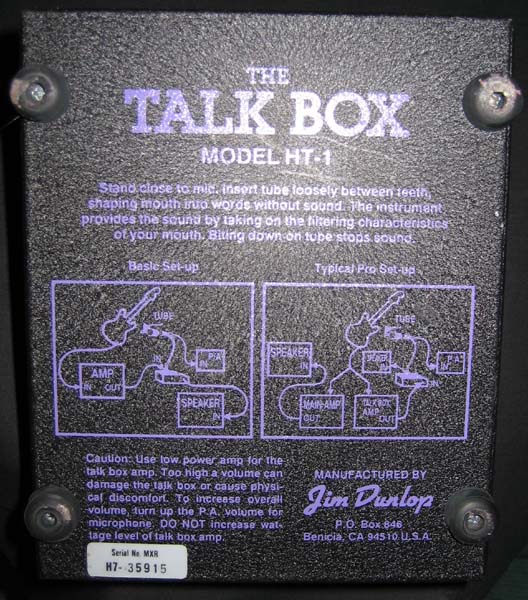 THE
TALK BOX
MODEL HT-1
Stand close to mic, insert tube loosely between teeth,
shaping mouth into words without sound. The instrument
provides the sound by taking on the filtering characteristics
of your mouth. Biting down on tube stops sound.
Basic Set-up
TUBE
P.A.
IN
IN
AMP
IN OUT
SPEAKER
IN
Typical Pro Set-up
TUBE
SPEAKER
IN
SPEAKER
IN
P.A.
IN
IN
MAIN AMP
OUT
TALK BOX
AMP
OUT
Caution: Use low power amp for the
talk box amp. Too high a volume can
damage the talk box or cause physi-
cal discomfort. To increase overall
volume, turn up the P.A. volume for
microphone. DO NOT increase wat-
tage level of talk box amp.
MANUFACTURED BY
Jim Dunlop
P.O. Box 846
Benicia, CA 94510 U.S.A.
Serial No. MXR
H7- 35915